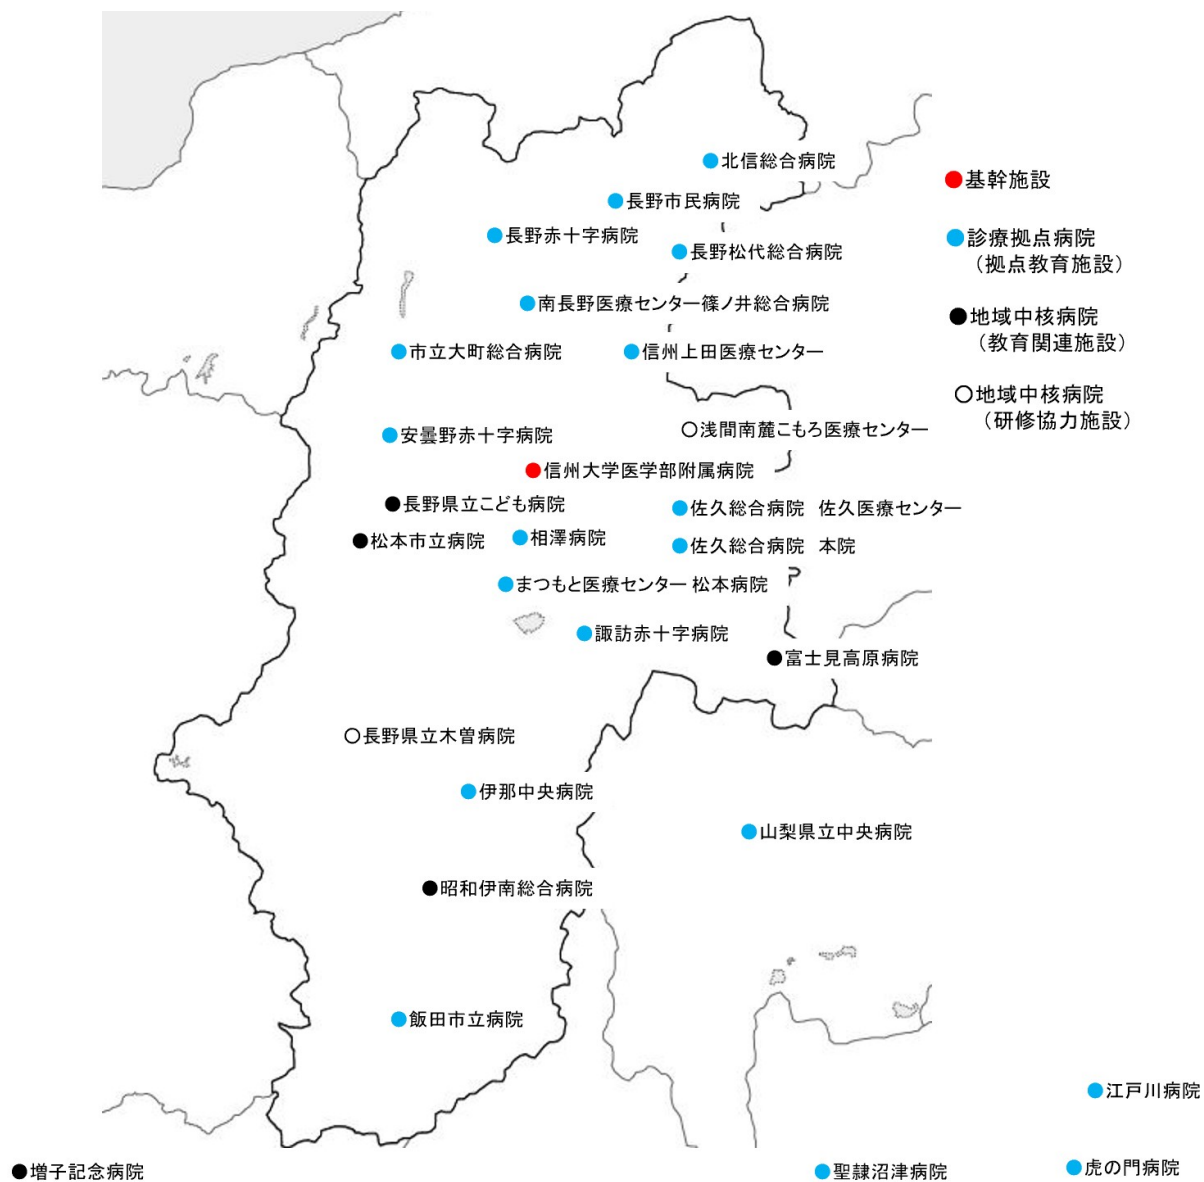 北信総合病院
基幹施設
長野市民病院
長野赤十字病院
診療拠点病院
（拠点教育施設）
長野松代総合病院
南長野医療センター篠ノ井総合病院
地域中核病院
（教育関連施設）
市立大町総合病院
信州上田医療センター
地域中核病院
（研修協力施設）
浅間南麓こもろ医療センター
安曇野赤十字病院
信州大学医学部附属病院
長野県立こども病院
佐久総合病院 佐久医療センター
松本市立病院
相澤病院
佐久総合病院 本院
まつもと医療センター 松本病院
諏訪赤十字病院
富士見高原病院
長野県立木曽病院
伊那中央病院
山梨県立中央病院
昭和伊南総合病院
飯田市立病院
江戸川病院
増子記念病院
聖隷沼津病院
虎の門病院